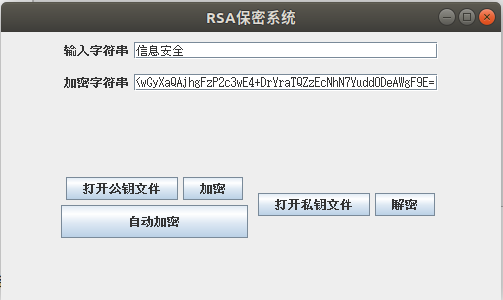 RSA保密系统
输入字符串 信息安全
加密字符串 KwGyXaQAjhgFzP2c3wE4+DrYraTQZzEcNhN7YuddODeAWgF9E=
打开公钥文件 加密
打开私钥文件 解密
自动加密